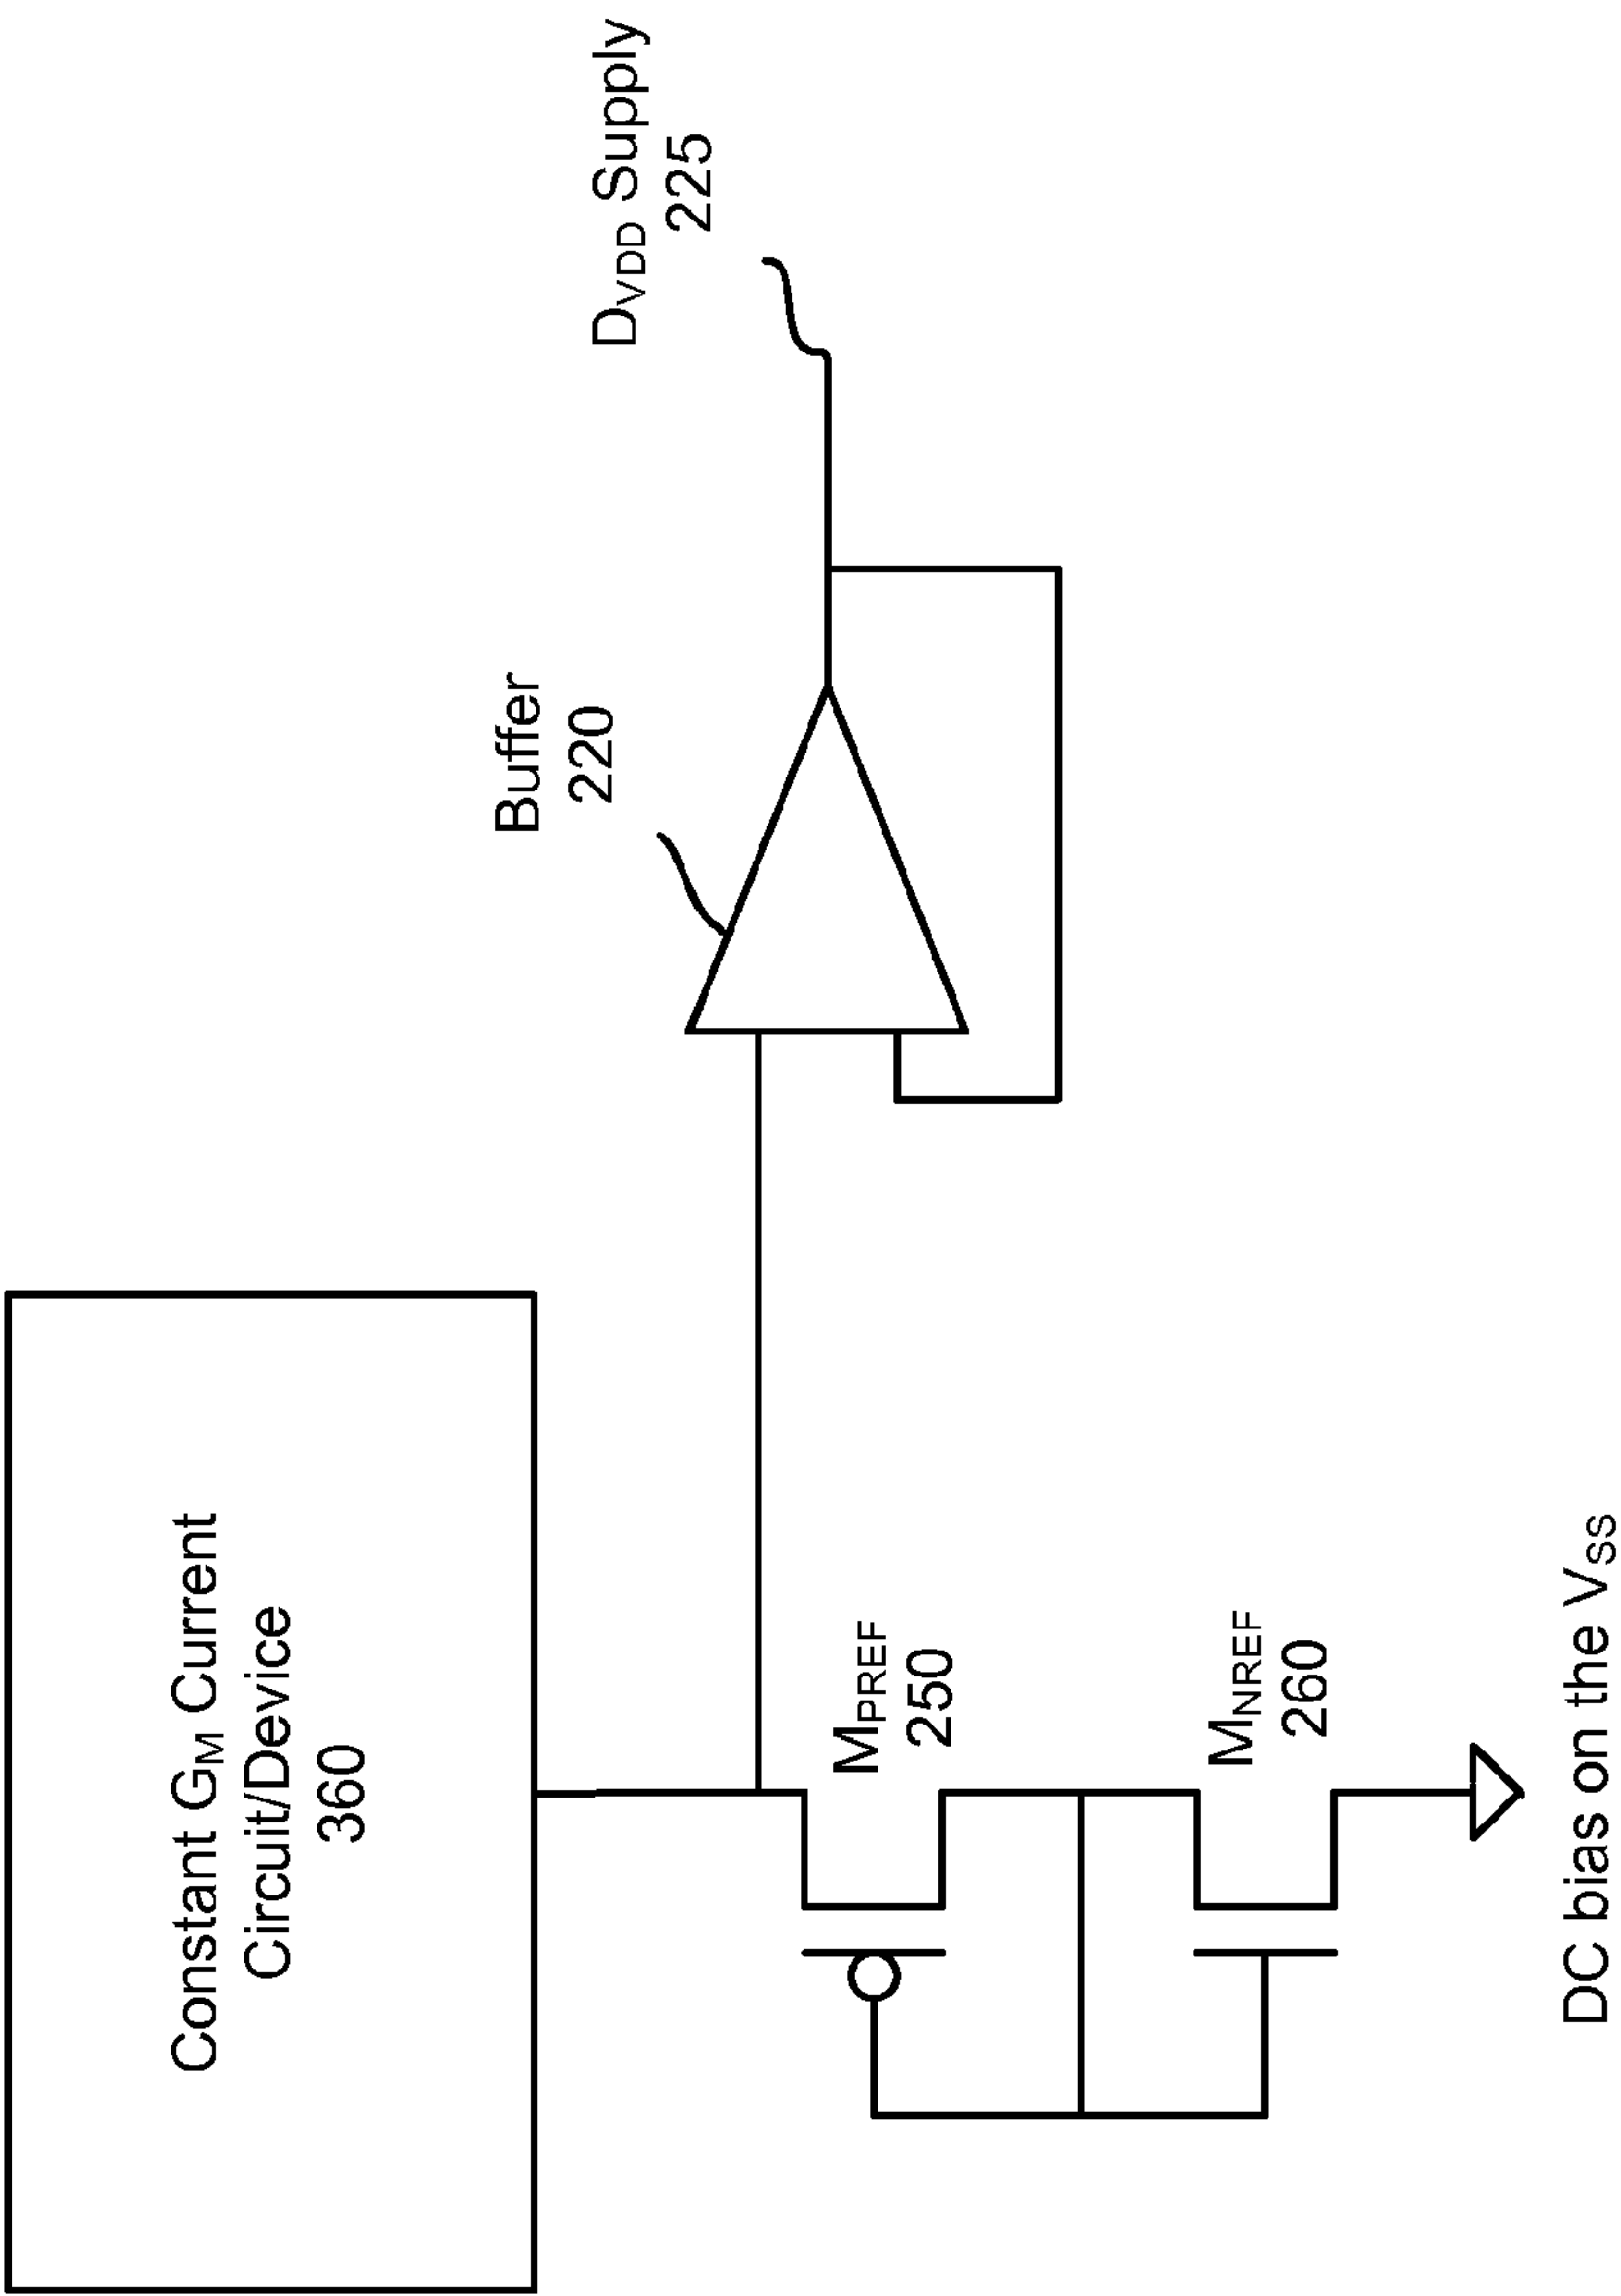 Constant GM Current
Circuit/Device
360
Buffer
220
DVDD Supply
225
MPREF
250
MNREF
260
DC bias on the VSS